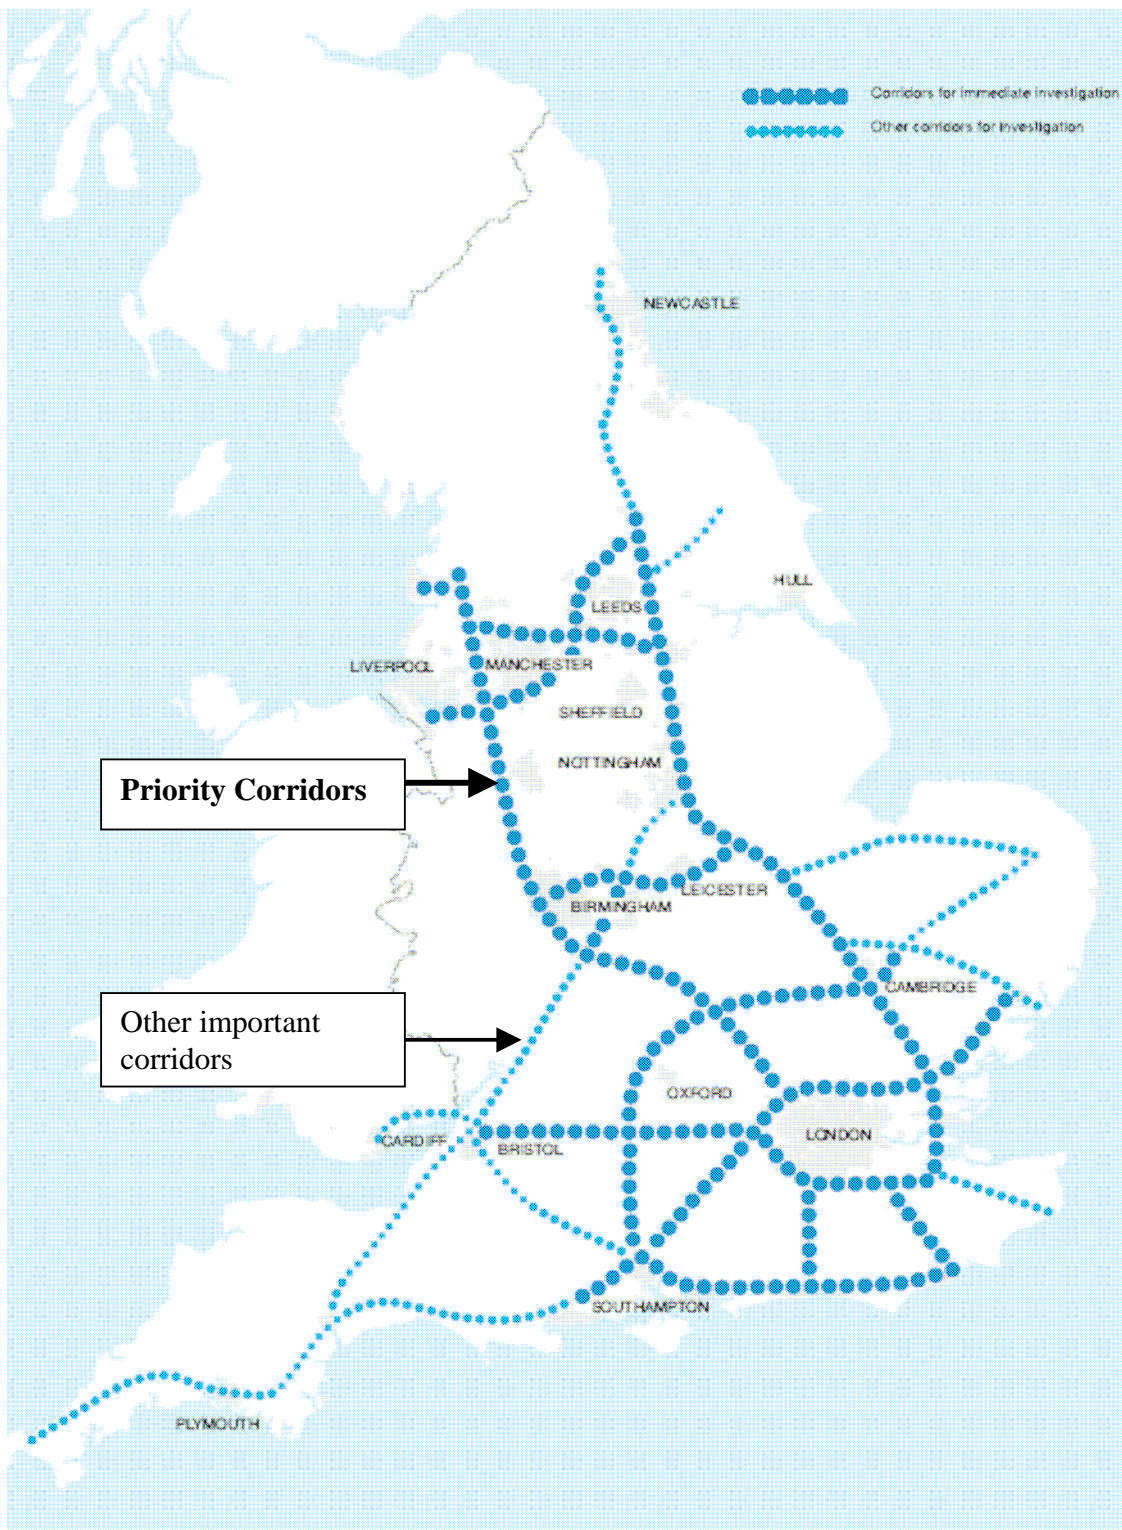 Corridors for immediate investigation
Other corridors for investigation
NEWCASTLE
HULL
LEEDS
LIVERPOOL
MANCHESTER
SHEFFIELD
NOTTINGHAM
Priority Corridors
LEICESTER
BIRMINGHAM
CAMBRIDGE
Other important
corridors
OXFORD
LONDON
CARDIFF
BRISTOL
SOUTHAMPTON
PLYMOUTH